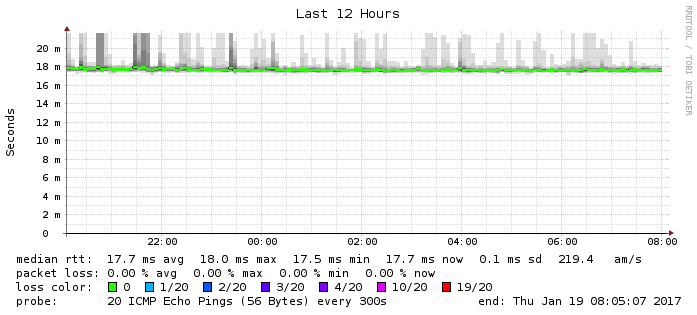 Last 12 Hours
RRDTOOL / TOBI OETIKER
Seconds
20 m
18 m
16 m
14 m
12 m
10 m
8 m
6 m
4 m
2 m
0
22:00 00:00 02:00 04:00 06:00 08:00
median rtt: 17.7 ms avg 18.0 ms max 17.5 ms min 17.7 ms now 0.1 ms sd 219.4 am/s
packet loss: 0.00 % avg 0.00 % max 0.00 % min 0.00 % now
loss color: 0 1/20 2/20 3/20 4/20 10/20 19/20
probe: 20 ICMP Echo Pings (56 Bytes) every 300s end: Thu Jan 19 08:05:07 2017